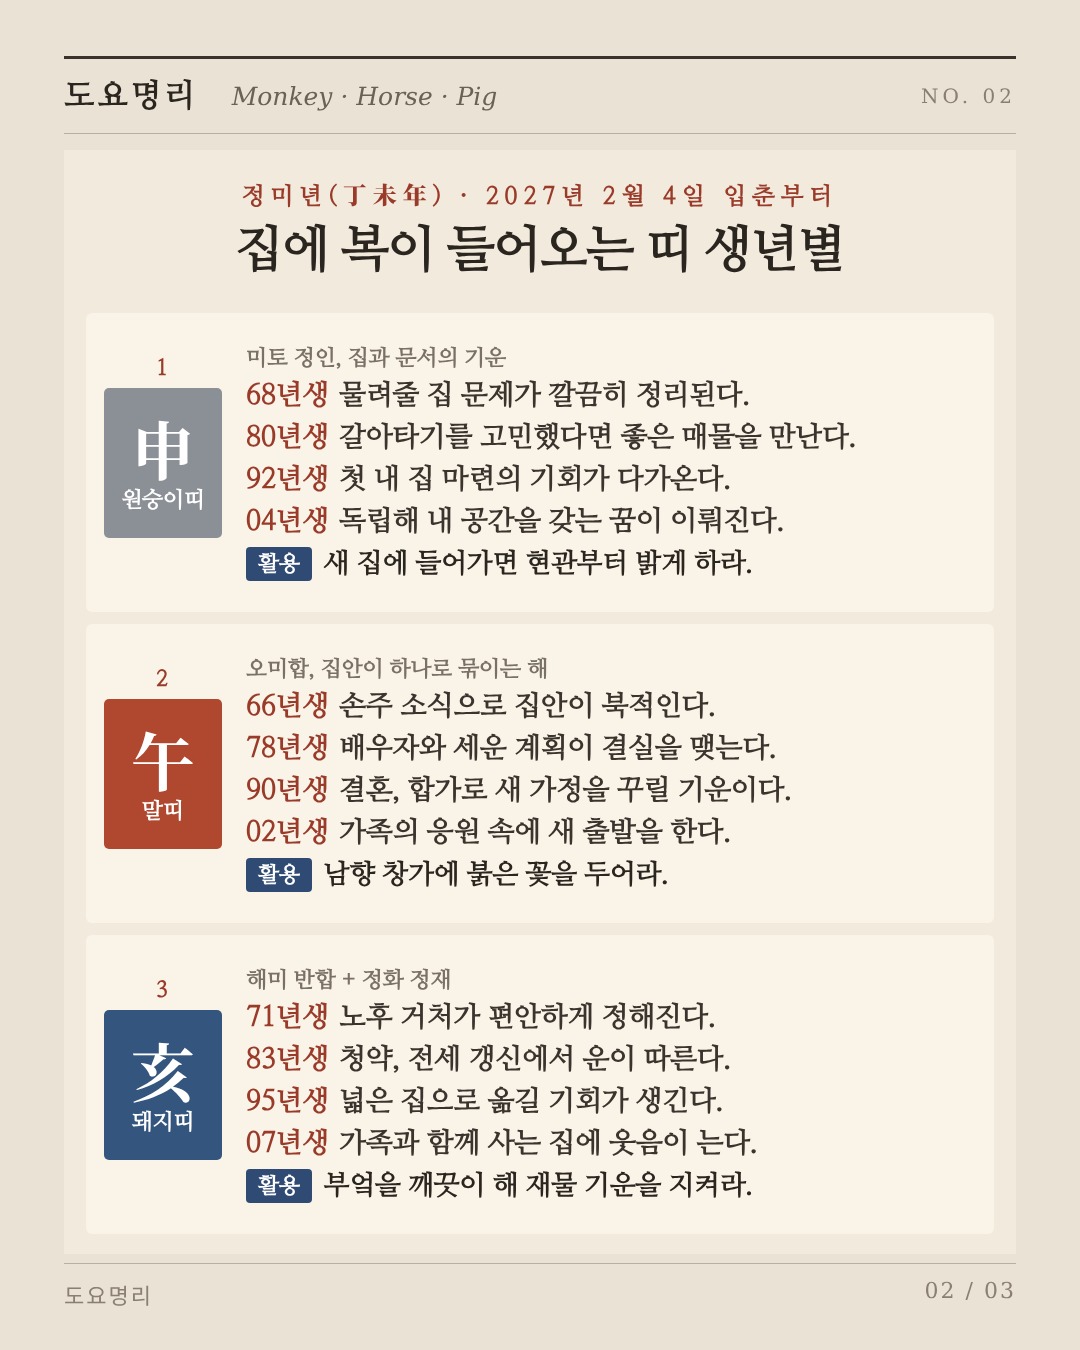 도요명리 Monkey · Horse · Pig NO. 02
정미년(丁未年) · 2027년 2월 4일 입춘부터
집에 복이 들어오는 띠 생년별
1
申
원숭이띠
미토 정인, 집과 문서의 기운
68년생 물려줄 집 문제가 깔끔히 정리된다.
80년생 갈아타기를 고민했다면 좋은 매물을 만난다.
92년생 첫 내 집 마련의 기회가 다가온다.
04년생 독립해 내 공간을 갖는 꿈이 이뤄진다.
활용 새 집에 들어가면 현관부터 밝게 하라.
2
午
말띠
오미합, 집안이 하나로 묶이는 해
66년생 손주 소식으로 집안이 북적인다.
78년생 배우자와 세운 계획이 결실을 맺는다.
90년생 결혼, 합가로 새 가정을 꾸릴 기운이다.
02년생 가족의 응원 속에 새 출발을 한다.
활용 남향 창가에 붉은 꽃을 두어라.
3
亥
돼지띠
해미 반합 + 정화 정재
71년생 노후 거처가 편안하게 정해진다.
83년생 청약, 전세 갱신에서 운이 따른다.
95년생 넓은 집으로 옮길 기회가 생긴다.
07년생 가족과 함께 사는 집에 웃음이 는다.
활용 부엌을 깨끗이 해 재물 기운을 지켜라.
도요명리 02 / 03